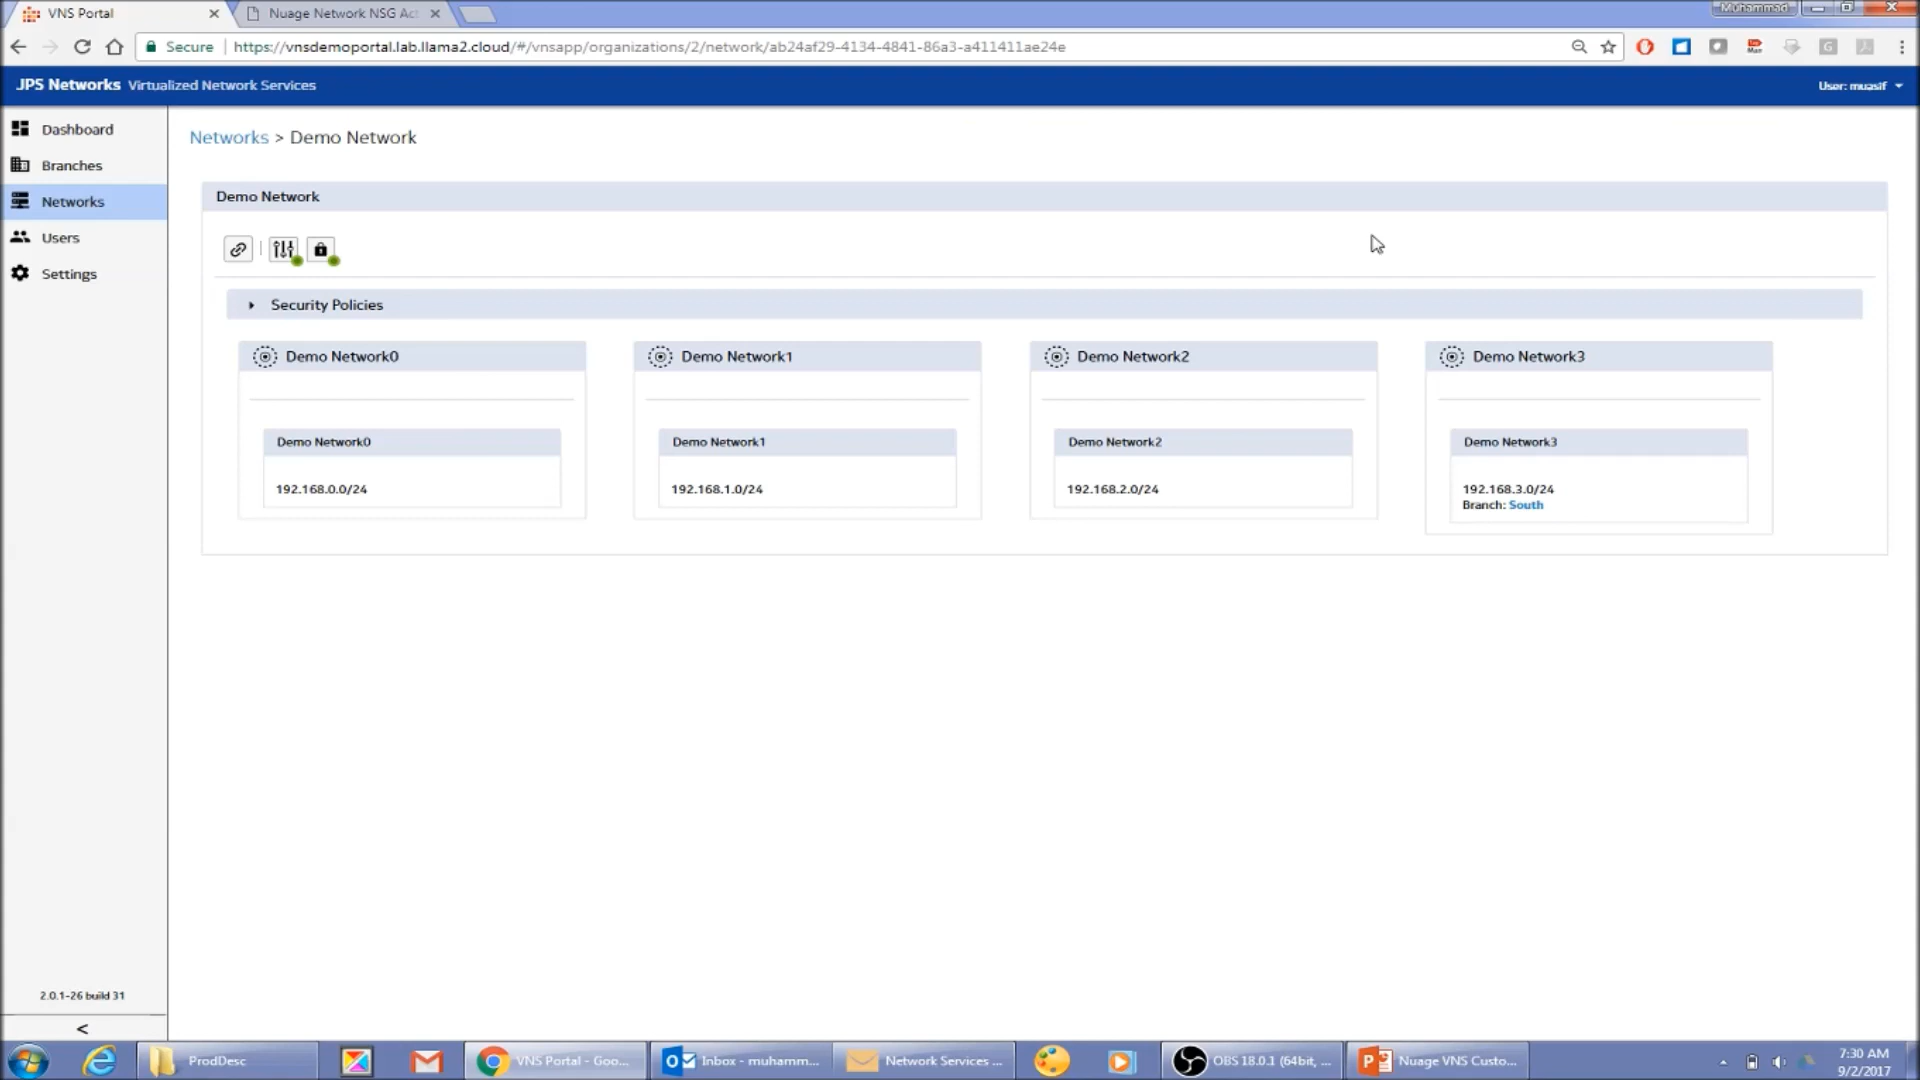 VNS Portal
Nuage Network NSG Act
Muhammad
Secure
https://vnsdemoportal.lab.llama2.cloud/#/vnsapp/organizations/2/network/ab24af29-4134-4841-86a3-a411411ae24e
JPS Networks Virtualized Network Services
User: muasif
Dashboard
Branches
Networks
Users
Settings
Networks > Demo Network
Demo Network
Security Policies
Demo Network0
Demo Network1
Demo Network2
Demo Network3
Demo Network0
Demo Network1
Demo Network2
Demo Network3
192.168.0.0/24
192.168.1.0/24
192.168.2.0/24
192.168.3.0/24
Branch: South
2.0.1-26 build 31
<
ProdDesc
VNS Portal - Goo...
Inbox - muhamm...
Network Services ...
OBS 18.0.1 (64bit, ...
Nuage VNS Custo...
7:30 AM
9/2/2017